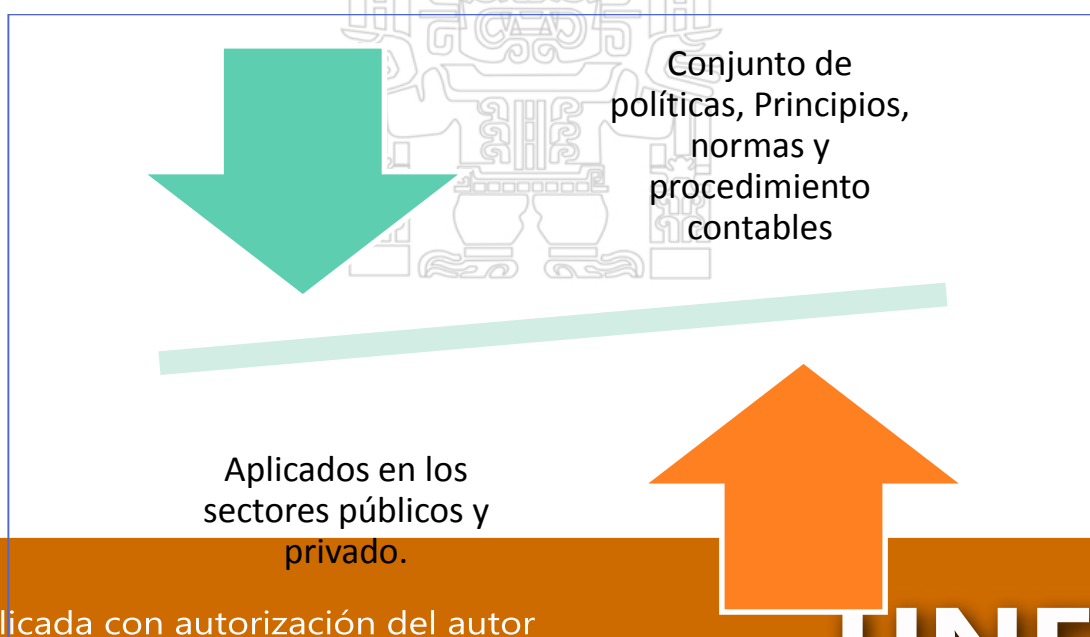 Conjunto de
políticas, Principios,
normas y
procedimiento
contables
Aplicados en los
sectores públicos y
privado.
licada con autorización del autor